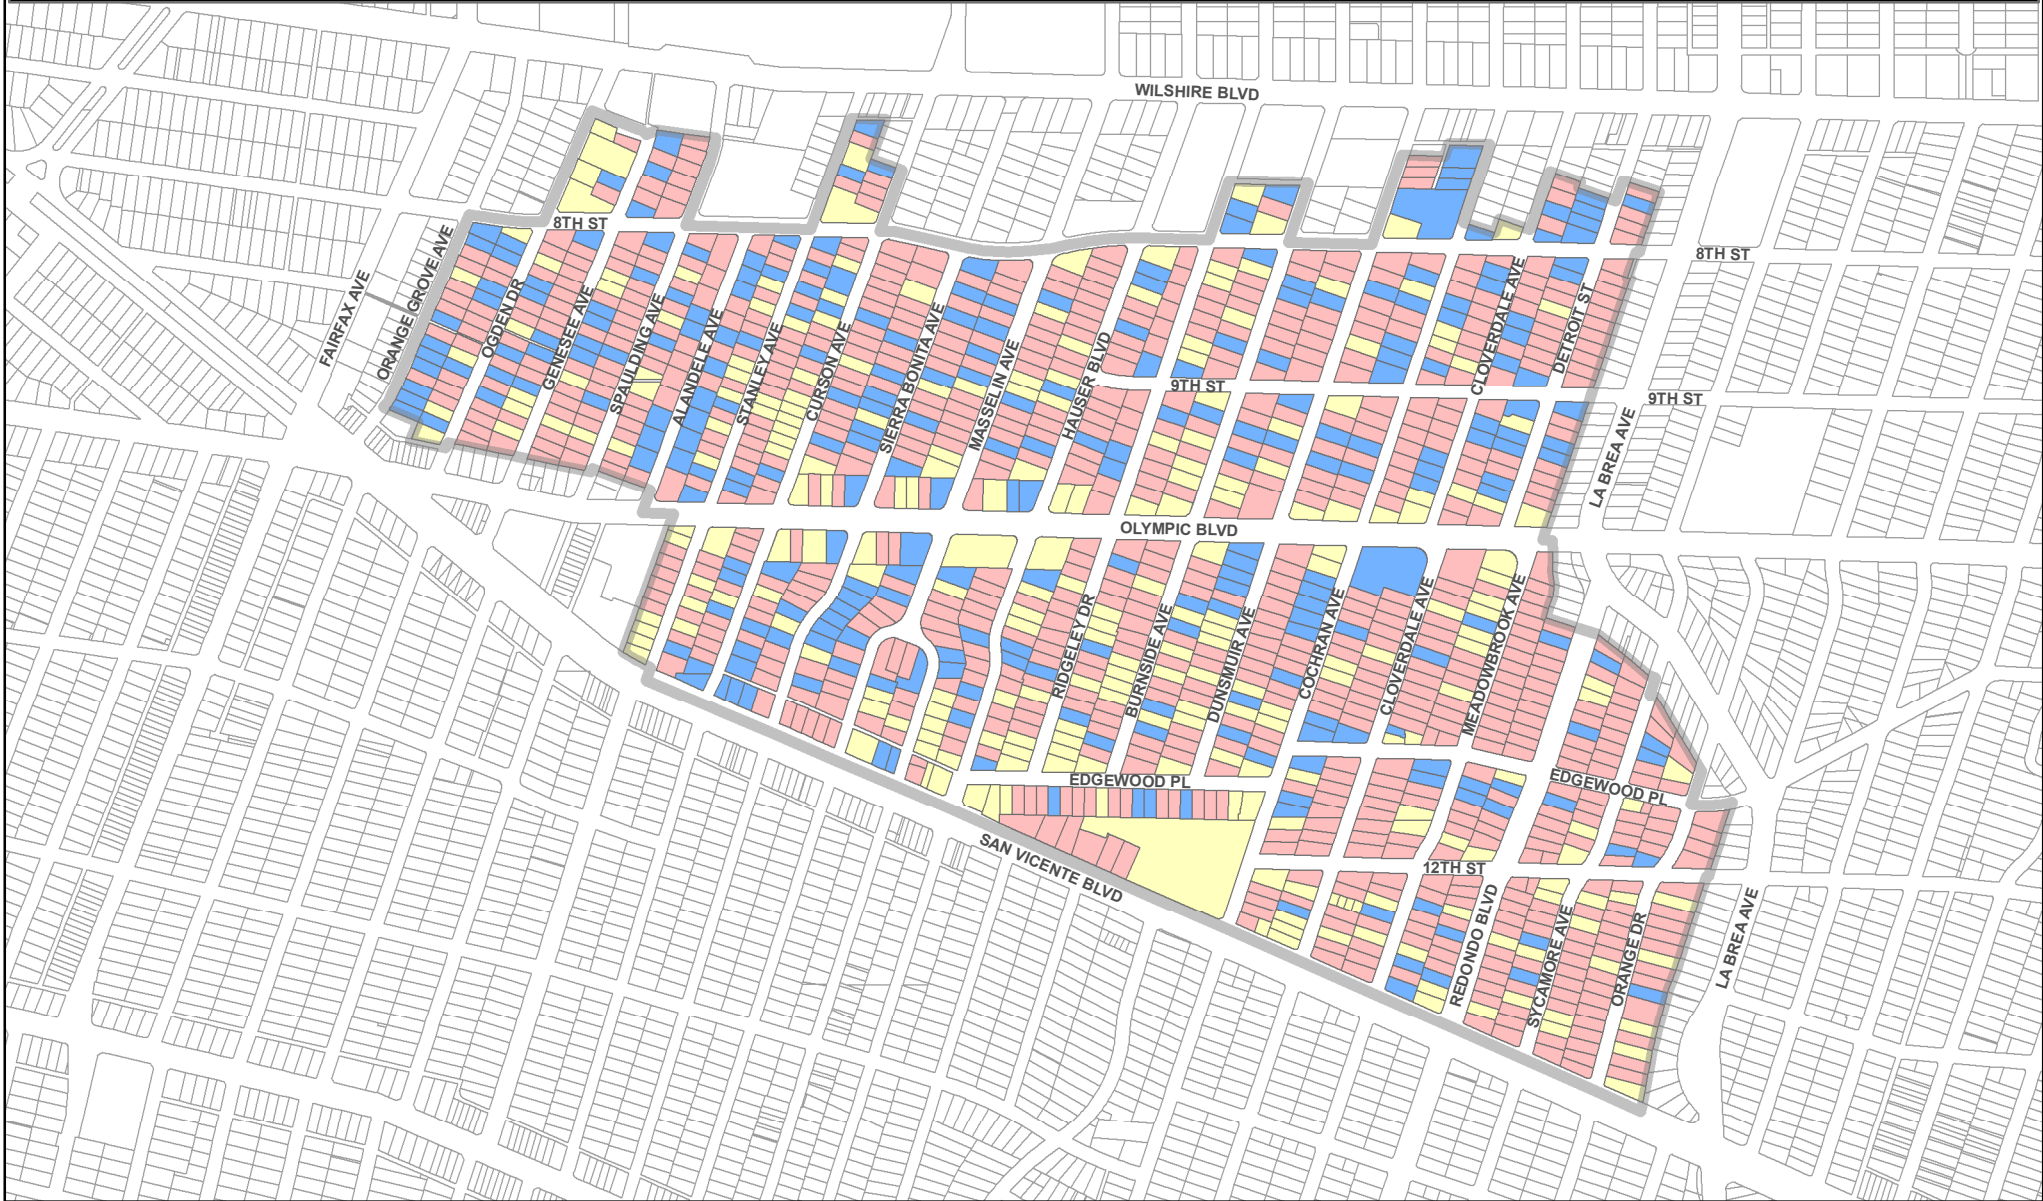 WILSHIRE BLVD
8TH ST
8TH ST
FAIRFAX AVE
ORANGE GROVE AVE
OGDEN DR
GENESEE AVE
SPAULDING AVE
ALANDELE AVE
STANLEY AVE
CURSON AVE
SIERRA BONITA AVE
MASSELIN AVE
HAUSER BLVD
9TH ST
CLOVERDALE AVE
DETROIT ST
9TH ST
LA BREA AVE
OLYMPIC BLVD
RIDGELEY DR
BURNSIDE AVE
DUNSMUIR AVE
COCHRAN AVE
CLOVERDALE AVE
MEADOWBROOK AVE
EDGEWOOD PL
EDGEWOOD PL
SAN VICENTE BLVD
12TH ST
REDONDO BLVD
SYCAMORE AVE
ORANGE DR
LA BREA AVE